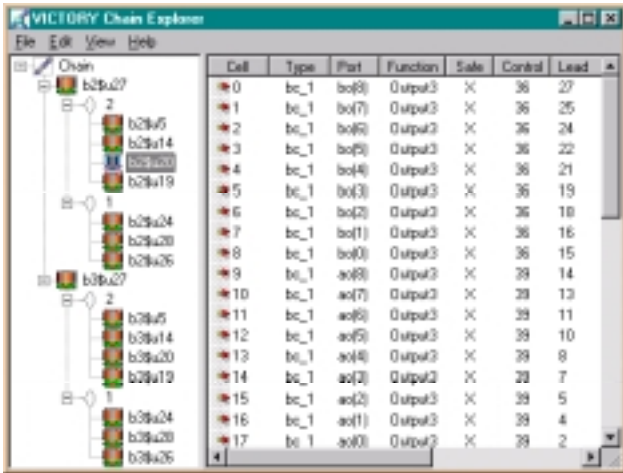 VICTORY Chain Explorer
File Edit View Help
Chain
b2$u27
2
b2$u5
b2$u14
b2$u20
b2$u19
1
b2$u24
b2$u28
b2$u26
b3$u27
2
b3$u5
b3$u14
b3$u20
b3$u19
1
b3$u24
b3$u28
b3$u26
Cell Type Port Function Safe Control Lead
0 bc_1 bo(8) Output3 X 36 27
1 bc_1 bo(7) Output3 X 36 25
2 bc_1 bo(6) Output3 X 36 24
3 bc_1 bo(5) Output3 X 36 22
4 bc_1 bo(4) Output3 X 36 21
5 bc_1 bo(3) Output3 X 36 19
6 bc_1 bo(2) Output3 X 36 18
7 bc_1 bo(1) Output3 X 36 16
8 bc_1 bo(0) Output3 X 36 15
9 bc_1 ao(8) Output3 X 39 14
10 bc_1 ao(7) Output3 X 39 13
11 bc_1 ao(6) Output3 X 39 11
12 bc_1 ao(5) Output3 X 39 10
13 bc_1 ao(4) Output3 X 39 8
14 bc_1 ao(3) Output3 X 39 7
15 bc_1 ao(2) Output3 X 39 5
16 bc_1 ao(1) Output3 X 39 4
17 bc_1 ao(0) Output3 X 39 2